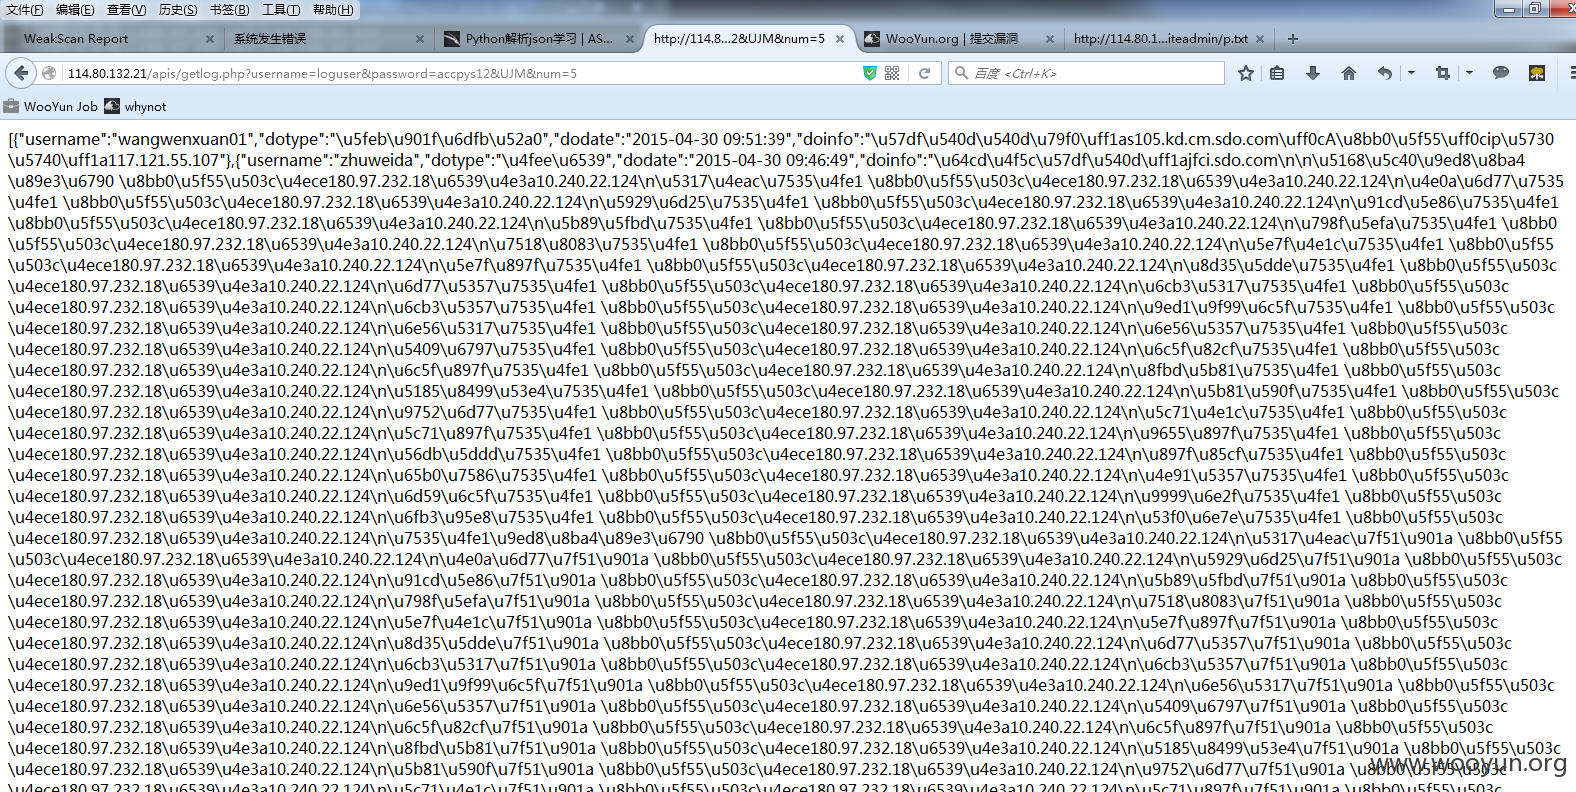 文件(F) 编辑(E) 查看(V) 历史(S) 书签(B) 工具(T) 帮助(H)
WeakScan Report × 系统发生错误 × Python解析json学习 | AS... × http://114.8...2&UJM&num=5 × WooYun.org | 提交漏洞 × http://114.80.1...iteadmin/p.txt × +
114.80.132.21/apis/getlog.php?username=loguser&password=accpys12&UJM&num=5 百度 <Ctrl+K>
WooYun Job whynot
[{"username":"wangwenxuan01","dotype":"\u5feb\u901f\u6dfb\u52a0","dodate":"2015-04-30 09:51:39","doinfo":"\u57df\u540d\u540d\u79f0\uff1as105.kd.cm.sdo.com\uff0cA\u8bb0\u5f55\uff0cip\u5730
\u5740\uff1a117.121.55.107"},{"username":"zhuweida","dotype":"\u4fee\u6539","dodate":"2015-04-30 09:46:49","doinfo":"\u64cd\u4f5c\u57df\u540d\uff1ajfci.sdo.com\n\n\u5168\u5c40\u9ed8\u8ba4
\u89e3\u6790 \u8bb0\u5f55\u503c\u4ece180.97.232.18\u6539\u4e3a10.240.22.124\n\u5317\u4eac\u7535\u4fe1 \u8bb0\u5f55\u503c\u4ece180.97.232.18\u6539\u4e3a10.240.22.124\n\u4e0a\u6d77\u7535
\u4fe1 \u8bb0\u5f55\u503c\u4ece180.97.232.18\u6539\u4e3a10.240.22.124\n\u5929\u6d25\u7535\u4fe1 \u8bb0\u5f55\u503c\u4ece180.97.232.18\u6539\u4e3a10.240.22.124\n\u91cd\u5e86\u7535\u4fe1
\u8bb0\u5f55\u503c\u4ece180.97.232.18\u6539\u4e3a10.240.22.124\n\u5b89\u5fbd\u7535\u4fe1 \u8bb0\u5f55\u503c\u4ece180.97.232.18\u6539\u4e3a10.240.22.124\n\u798f\u5efa\u7535\u4fe1 \u8bb0
\u5f55\u503c\u4ece180.97.232.18\u6539\u4e3a10.240.22.124\n\u7518\u8083\u7535\u4fe1 \u8bb0\u5f55\u503c\u4ece180.97.232.18\u6539\u4e3a10.240.22.124\n\u5e7f\u4e1c\u7535\u4fe1 \u8bb0\u5f55
\u503c\u4ece180.97.232.18\u6539\u4e3a10.240.22.124\n\u5e7f\u897f\u7535\u4fe1 \u8bb0\u5f55\u503c\u4ece180.97.232.18\u6539\u4e3a10.240.22.124\n\u8d35\u5dde\u7535\u4fe1 \u8bb0\u5f55\u503c
\u4ece180.97.232.18\u6539\u4e3a10.240.22.124\n\u6d77\u5357\u7535\u4fe1 \u8bb0\u5f55\u503c\u4ece180.97.232.18\u6539\u4e3a10.240.22.124\n\u6cb3\u5317\u7535\u4fe1 \u8bb0\u5f55\u503c
\u4ece180.97.232.18\u6539\u4e3a10.240.22.124\n\u6cb3\u5357\u7535\u4fe1 \u8bb0\u5f55\u503c\u4ece180.97.232.18\u6539\u4e3a10.240.22.124\n\u9ed1\u9f99\u6c5f\u7535\u4fe1 \u8bb0\u5f55\u503c
\u4ece180.97.232.18\u6539\u4e3a10.240.22.124\n\u6e56\u5317\u7535\u4fe1 \u8bb0\u5f55\u503c\u4ece180.97.232.18\u6539\u4e3a10.240.22.124\n\u6e56\u5357\u7535\u4fe1 \u8bb0\u5f55\u503c
\u4ece180.97.232.18\u6539\u4e3a10.240.22.124\n\u5409\u6797\u7535\u4fe1 \u8bb0\u5f55\u503c\u4ece180.97.232.18\u6539\u4e3a10.240.22.124\n\u6c5f\u82cf\u7535\u4fe1 \u8bb0\u5f55\u503c
\u4ece180.97.232.18\u6539\u4e3a10.240.22.124\n\u6c5f\u897f\u7535\u4fe1 \u8bb0\u5f55\u503c\u4ece180.97.232.18\u6539\u4e3a10.240.22.124\n\u8fbd\u5b81\u7535\u4fe1 \u8bb0\u5f55\u503c
\u4ece180.97.232.18\u6539\u4e3a10.240.22.124\n\u5185\u8499\u53e4\u7535\u4fe1 \u8bb0\u5f55\u503c\u4ece180.97.232.18\u6539\u4e3a10.240.22.124\n\u5b81\u590f\u7535\u4fe1 \u8bb0\u5f55\u503c
\u4ece180.97.232.18\u6539\u4e3a10.240.22.124\n\u9752\u6d77\u7535\u4fe1 \u8bb0\u5f55\u503c\u4ece180.97.232.18\u6539\u4e3a10.240.22.124\n\u5c71\u4e1c\u7535\u4fe1 \u8bb0\u5f55\u503c
\u4ece180.97.232.18\u6539\u4e3a10.240.22.124\n\u5c71\u897f\u7535\u4fe1 \u8bb0\u5f55\u503c\u4ece180.97.232.18\u6539\u4e3a10.240.22.124\n\u9655\u897f\u7535\u4fe1 \u8bb0\u5f55\u503c
\u4ece180.97.232.18\u6539\u4e3a10.240.22.124\n\u56db\u5ddd\u7535\u4fe1 \u8bb0\u5f55\u503c\u4ece180.97.232.18\u6539\u4e3a10.240.22.124\n\u897f\u85cf\u7535\u4fe1 \u8bb0\u5f55\u503c
\u4ece180.97.232.18\u6539\u4e3a10.240.22.124\n\u65b0\u7586\u7535\u4fe1 \u8bb0\u5f55\u503c\u4ece180.97.232.18\u6539\u4e3a10.240.22.124\n\u4e91\u5357\u7535\u4fe1 \u8bb0\u5f55\u503c
\u4ece180.97.232.18\u6539\u4e3a10.240.22.124\n\u6d59\u6c5f\u7535\u4fe1 \u8bb0\u5f55\u503c\u4ece180.97.232.18\u6539\u4e3a10.240.22.124\n\u9999\u6e2f\u7535\u4fe1 \u8bb0\u5f55\u503c
\u4ece180.97.232.18\u6539\u4e3a10.240.22.124\n\u6fb3\u95e8\u7535\u4fe1 \u8bb0\u5f55\u503c\u4ece180.97.232.18\u6539\u4e3a10.240.22.124\n\u53f0\u6e7e\u7535\u4fe1 \u8bb0\u5f55\u503c
\u4ece180.97.232.18\u6539\u4e3a10.240.22.124\n\u7535\u4fe1\u9ed8\u8ba4\u89e3\u6790 \u8bb0\u5f55\u503c\u4ece180.97.232.18\u6539\u4e3a10.240.22.124\n\u5317\u4eac\u7f51\u901a \u8bb0\u5f55
\u503c\u4ece180.97.232.18\u6539\u4e3a10.240.22.124\n\u4e0a\u6d77\u7f51\u901a \u8bb0\u5f55\u503c\u4ece180.97.232.18\u6539\u4e3a10.240.22.124\n\u5929\u6d25\u7f51\u901a \u8bb0\u5f55\u503c
\u4ece180.97.232.18\u6539\u4e3a10.240.22.124\n\u91cd\u5e86\u7f51\u901a \u8bb0\u5f55\u503c\u4ece180.97.232.18\u6539\u4e3a10.240.22.124\n\u5b89\u5fbd\u7f51\u901a \u8bb0\u5f55\u503c
\u4ece180.97.232.18\u6539\u4e3a10.240.22.124\n\u798f\u5efa\u7f51\u901a \u8bb0\u5f55\u503c\u4ece180.97.232.18\u6539\u4e3a10.240.22.124\n\u7518\u8083\u7f51\u901a \u8bb0\u5f55\u503c
\u4ece180.97.232.18\u6539\u4e3a10.240.22.124\n\u5e7f\u4e1c\u7f51\u901a \u8bb0\u5f55\u503c\u4ece180.97.232.18\u6539\u4e3a10.240.22.124\n\u5e7f\u897f\u7f51\u901a \u8bb0\u5f55\u503c
\u4ece180.97.232.18\u6539\u4e3a10.240.22.124\n\u8d35\u5dde\u7f51\u901a \u8bb0\u5f55\u503c\u4ece180.97.232.18\u6539\u4e3a10.240.22.124\n\u6d77\u5357\u7f51\u901a \u8bb0\u5f55\u503c
\u4ece180.97.232.18\u6539\u4e3a10.240.22.124\n\u6cb3\u5317\u7f51\u901a \u8bb0\u5f55\u503c\u4ece180.97.232.18\u6539\u4e3a10.240.22.124\n\u6cb3\u5357\u7f51\u901a \u8bb0\u5f55\u503c
\u4ece180.97.232.18\u6539\u4e3a10.240.22.124\n\u9ed1\u9f99\u6c5f\u7f51\u901a \u8bb0\u5f55\u503c\u4ece180.97.232.18\u6539\u4e3a10.240.22.124\n\u6e56\u5317\u7f51\u901a \u8bb0\u5f55\u503c
\u4ece180.97.232.18\u6539\u4e3a10.240.22.124\n\u6e56\u5357\u7f51\u901a \u8bb0\u5f55\u503c\u4ece180.97.232.18\u6539\u4e3a10.240.22.124\n\u5409\u6797\u7f51\u901a \u8bb0\u5f55\u503c
\u4ece180.97.232.18\u6539\u4e3a10.240.22.124\n\u6c5f\u82cf\u7f51\u901a \u8bb0\u5f55\u503c\u4ece180.97.232.18\u6539\u4e3a10.240.22.124\n\u6c5f\u897f\u7f51\u901a \u8bb0\u5f55\u503c
\u4ece180.97.232.18\u6539\u4e3a10.240.22.124\n\u8fbd\u5b81\u7f51\u901a \u8bb0\u5f55\u503c\u4ece180.97.232.18\u6539\u4e3a10.240.22.124\n\u5185\u8499\u53e4\u7f51\u901a \u8bb0\u5f55\u503c
\u4ece180.97.232.18\u6539\u4e3a10.240.22.124\n\u5b81\u590f\u7f51\u901a \u8bb0\u5f55\u503c\u4ece180.97.232.18\u6539\u4e3a10.240.22.124\n\u9752\u6d77\u7f51\u901a \u8bb0\u5f55\u503c
\u4ece180.97.232.18\u6539\u4e3a10.240.22.124\n\u5c71\u4e1c\u7f51\u901a \u8bb0\u5f55\u503c\u4ece180.97.232.18\u6539\u4e3a10.240.22.124\n\u5c71\u897f\u7f51\u901a \u8bb0\u5f55\u503c
www.wooyun.org